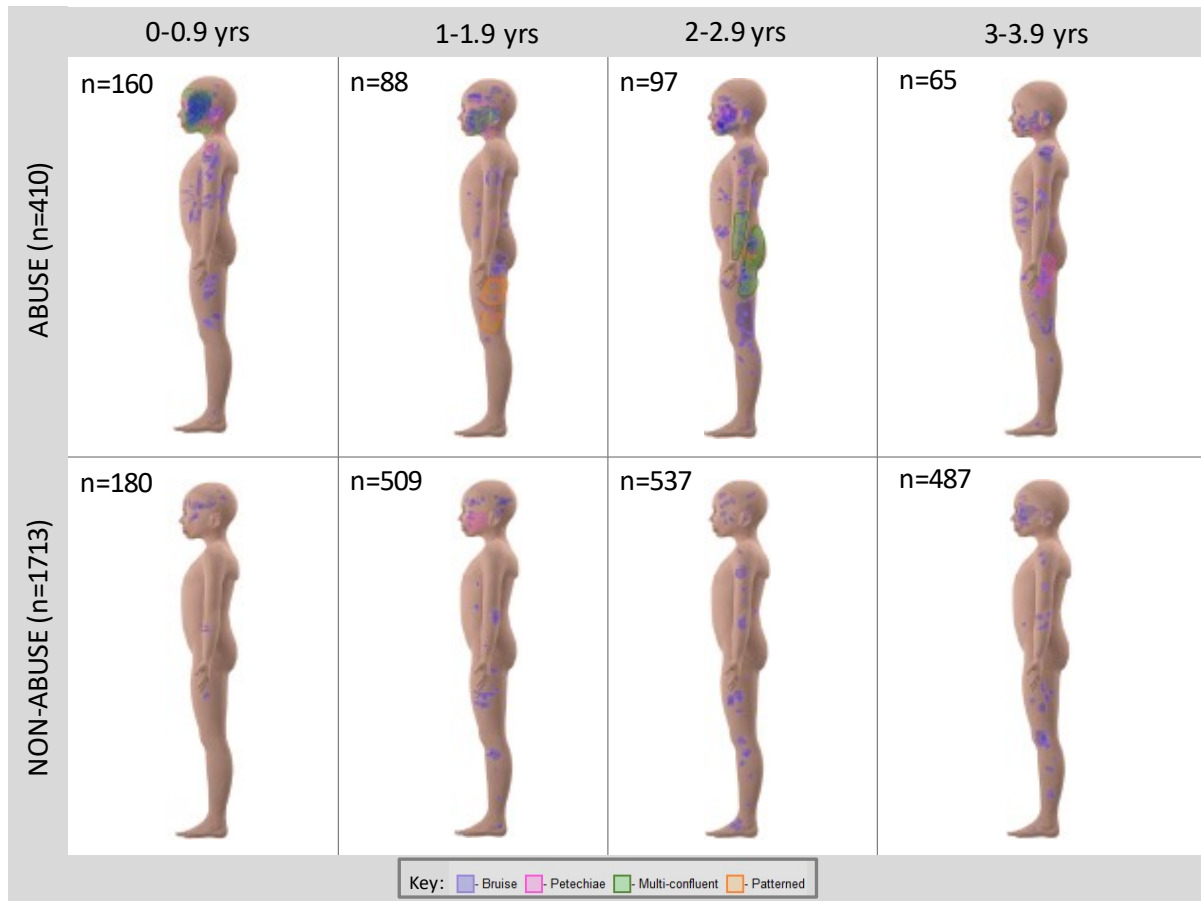 0-0.9 yrs 1-1.9 yrs 2-2.9 yrs 3-3.9 yrs
ABUSE (n=410)
n=160 n=88 n=97 n=65
NON-ABUSE (n=1713)
n=180 n=509 n=537 n=487
Key: - Bruise - Petechiae - Multi-confluent - Patterned